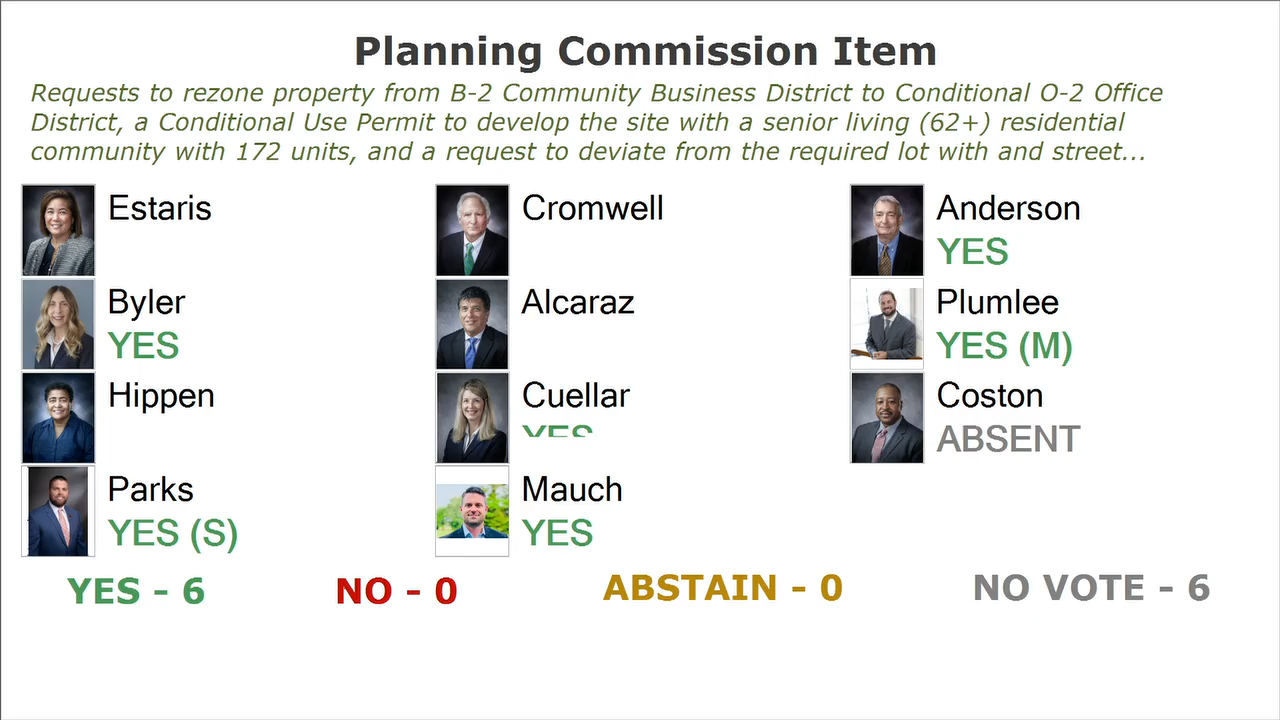 Planning Commission Item
Requests to rezone property from B-2 Community Business District to Conditional O-2 Office
District, a Conditional Use Permit to develop the site with a senior living (62+) residential
community with 172 units, and a request to deviate from the required lot with and street...
Estaris
Cromwell
Anderson
YES
Byler
YES
Alcaraz
Plumlee
YES (M)
Hippen
Cuellar
YES
Coston
ABSENT
Parks
YES (S)
Mauch
YES
YES - 6
NO - 0
ABSTAIN - 0
NO VOTE - 6